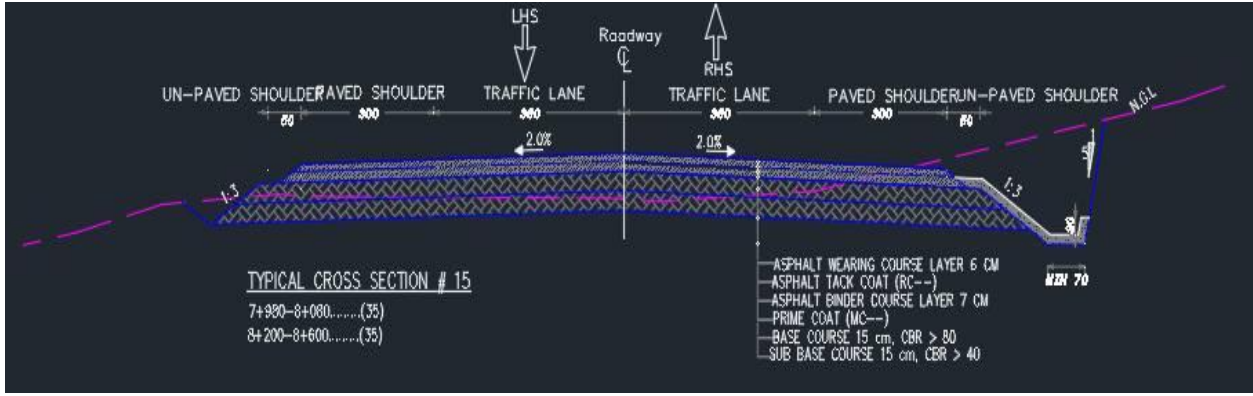 LHS
Roadway
CL
RHS
UN-PAVED SHOULDER PAVED SHOULDER TRAFFIC LANE TRAFFIC LANE PAVED SHOULDER UN-PAVED SHOULDER
300 360 360 300
N.G.L
2.0% 2.0%
1:3 1:3
MIN 70
TYPICAL CROSS SECTION # 15
7+980-8+080........(35)
8+200-8+600.....(35)
ASPHALT WEARING COURSE LAYER 6 CM
ASPHALT TACK COAT (RC--)
ASPHALT BINDER COURSE LAYER 7 CM
PRIME COAT (MC--)
BASE COURSE 15 cm, CBR > 80
SUB BASE COURSE 15 cm, CBR > 40